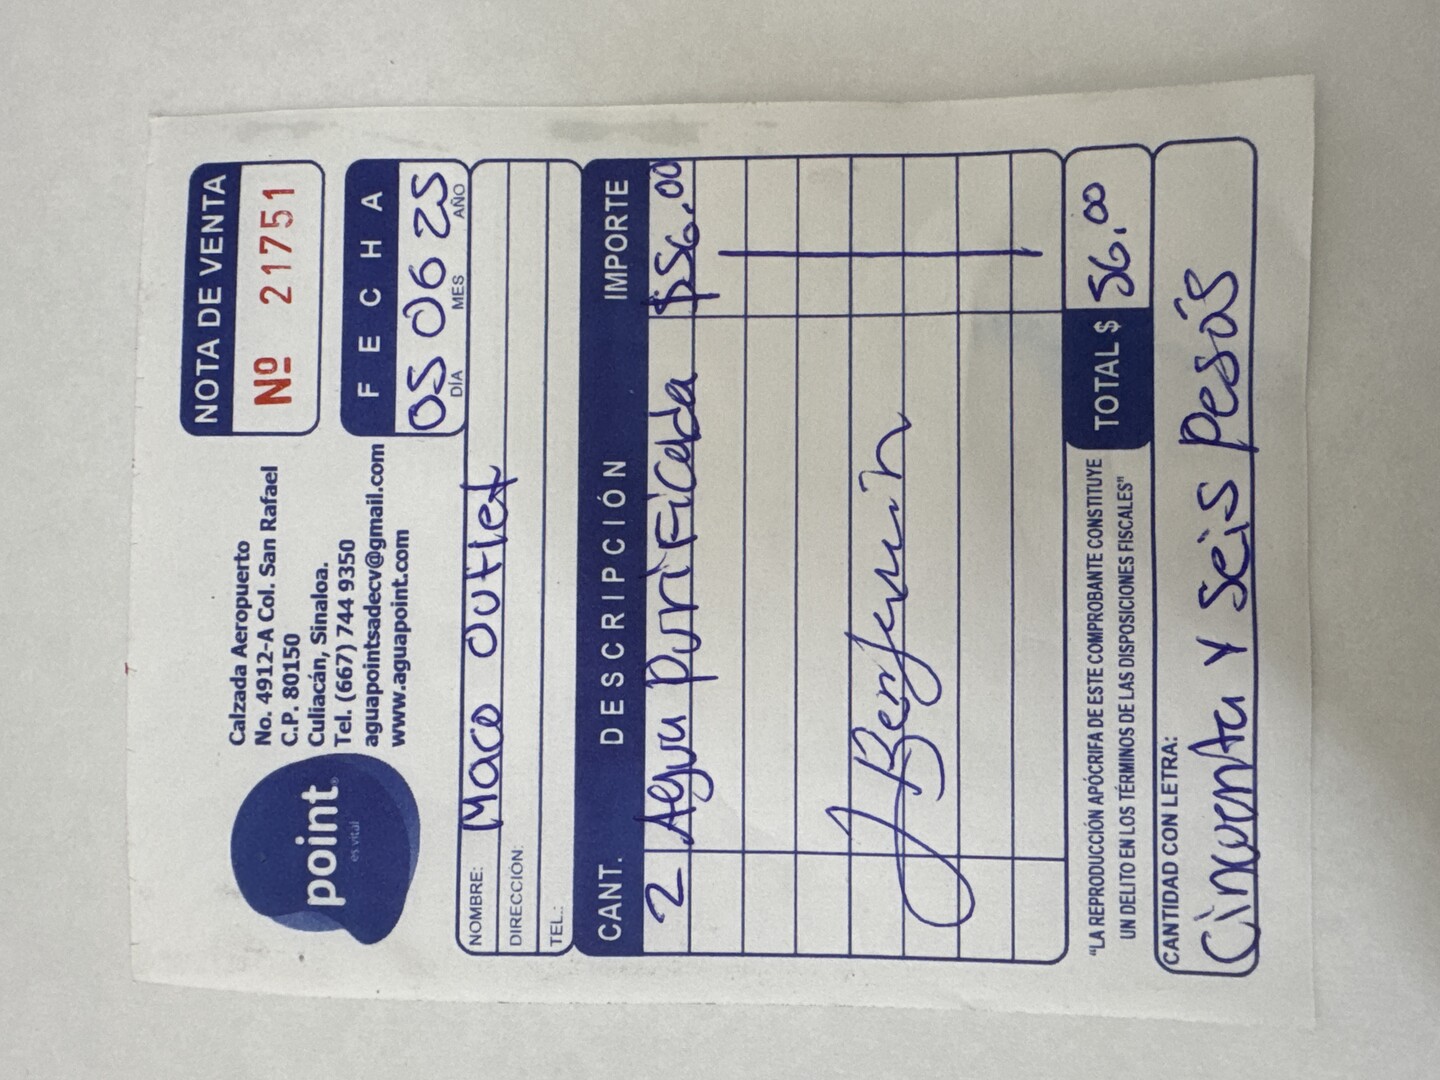 point®
es vital
Calzada Aeropuerto
No. 4912-A Col. San Rafael
C.P. 80150
Culiacán, Sinaloa.
Tel. (667) 744 9350
aguapointsadecv@gmail.com
www.aguapoint.com
NOTA DE VENTA
Nº 21751
FECHA
05 06 25
DÍA MES AÑO
NOMBRE: Maco Outlet
DIRECCIÓN:
TEL.:
CANT. DESCRIPCIÓN IMPORTE
2 Agua Purificada $56.00
Benjamin
"LA REPRODUCCIÓN APÓCRIFA DE ESTE COMPROBANTE CONSTITUYE
UN DELITO EN LOS TÉRMINOS DE LAS DISPOSICIONES FISCALES"
TOTAL $ 56.00
CANTIDAD CON LETRA:
Cincuenta y seis pesos